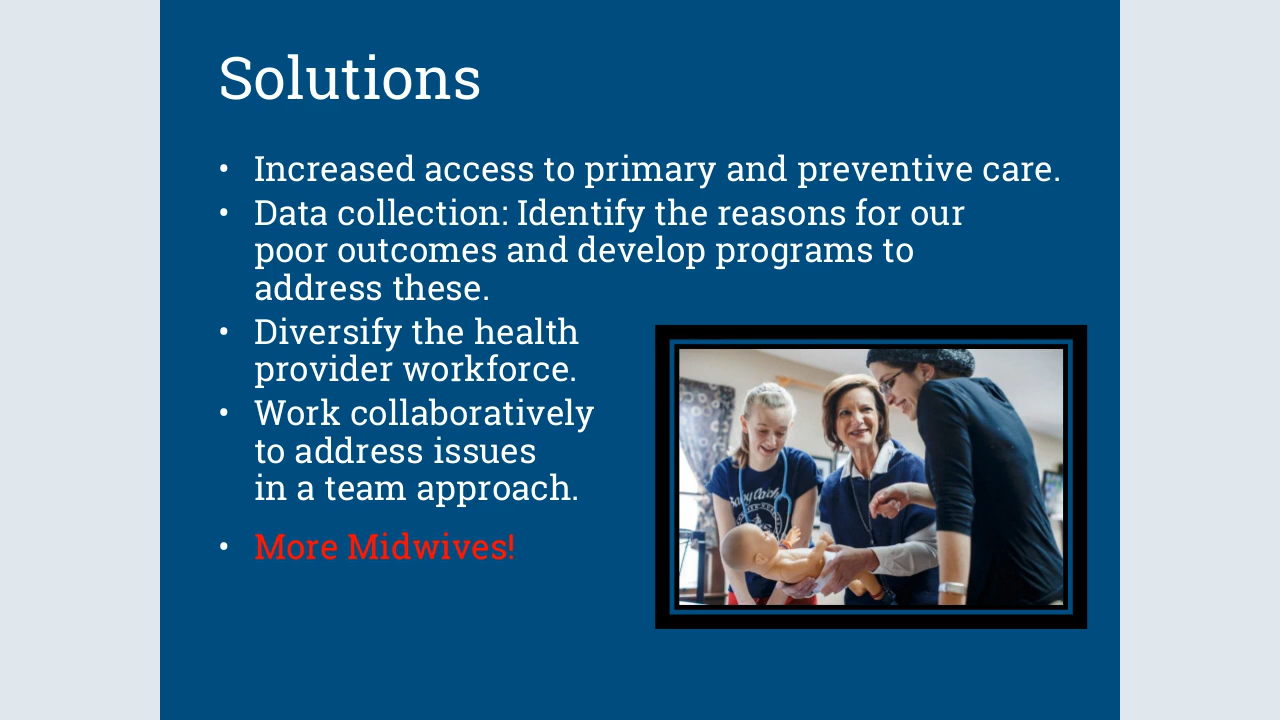 Solutions
• Increased access to primary and preventive care.
• Data collection: Identify the reasons for our
poor outcomes and develop programs to
address these.
• Diversify the health
provider workforce.
• Work collaboratively
to address issues
in a team approach.
• More Midwives!
Baby Catcher